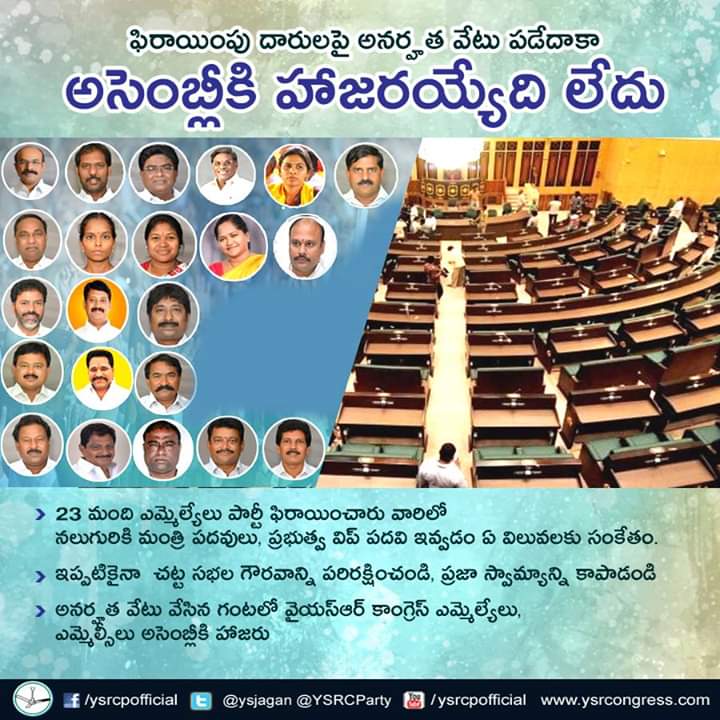 ఫిరాయింపు దారులపై అనర్హత వేటు పడేదాకా
అసెంబ్లీకి హాజరయ్యేది లేదు
23 మంది ఎమ్మెల్యేలు పార్టీ ఫిరాయించారు వారిలో
నలుగురికి మంత్రి పదవులు, ప్రభుత్వ విప్ పదవి ఇవ్వడం ఏ విలువలకు సంకేతం.
ఇప్పటికైనా చట్ట సభల గౌరవాన్ని పరిరక్షించండి, ప్రజా స్వామ్యాన్ని కాపాడండి
అనర్హత వేటు వేసిన గంటలో వైయస్ఆర్ కాంగ్రెస్ ఎమ్మెల్యేలు,
ఎమ్మెల్సీలు అసెంబ్లీకి హాజరు
/ysrcpofficial @ysjagan @YSRCParty You Tube /ysrcpofficial www.ysrcongress.com